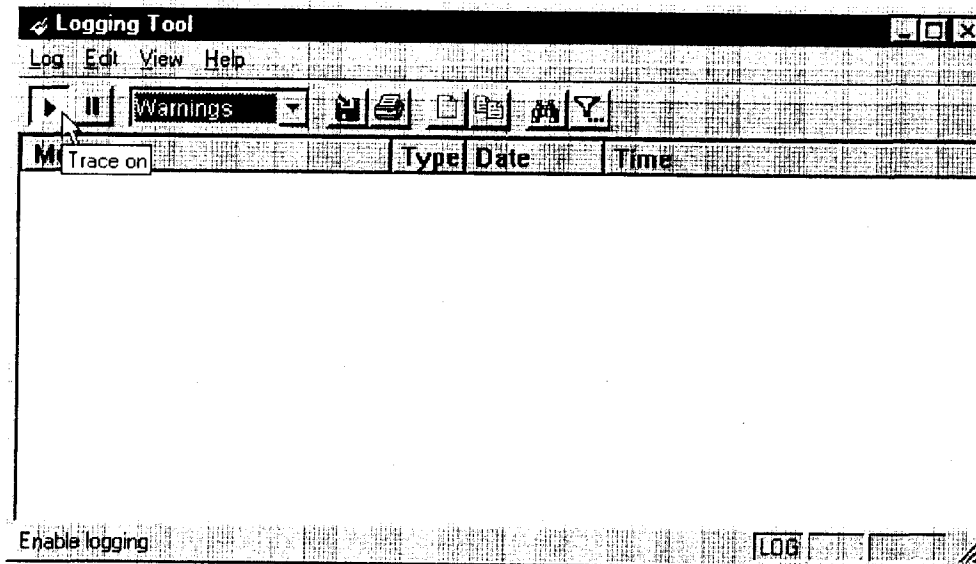 Logging Tool
Log Edit View Help
Warnings
Type Date Time
Trace on
Enable logging LOG